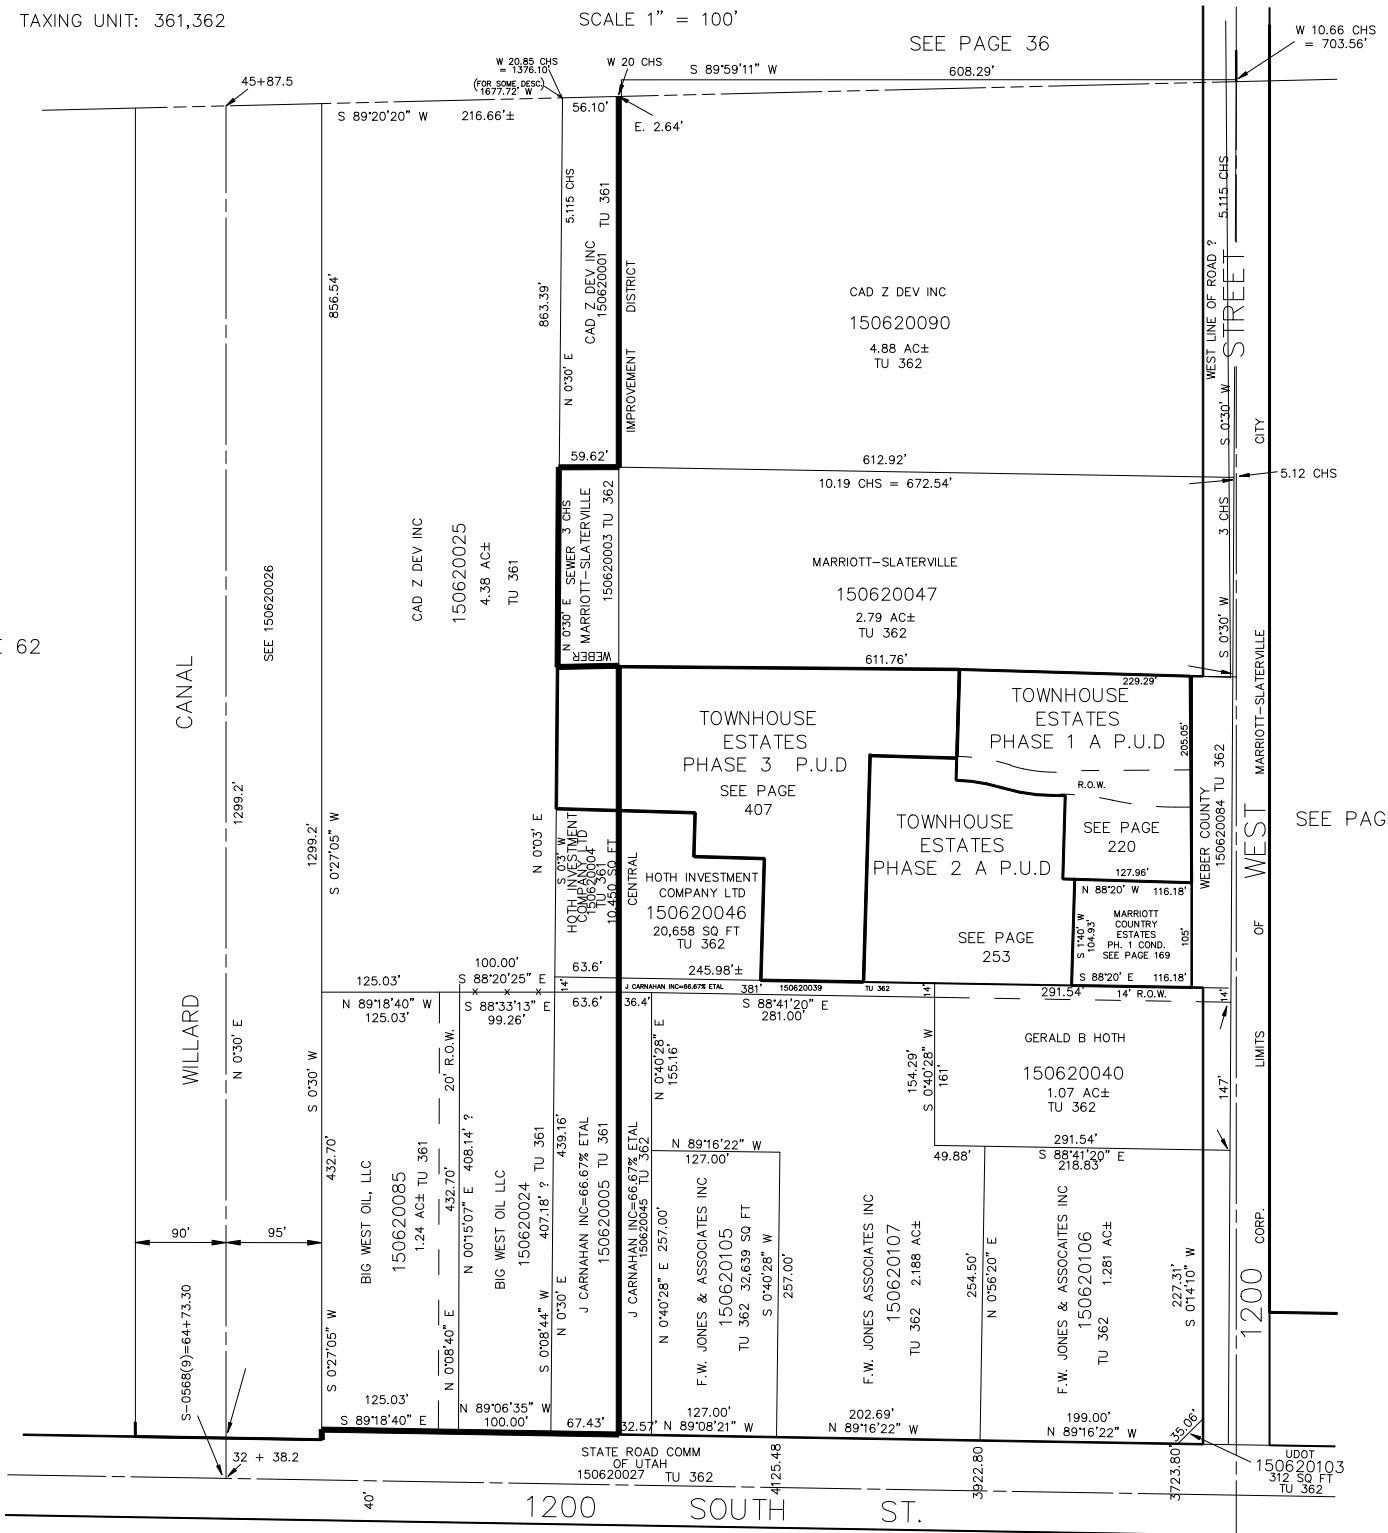 TAXING UNIT: 361,362
SCALE 1" = 100'
SEE PAGE 36
W 10.66 CHS
= 703.56'
W 20.85 CHS
= 1376.10'
(FOR SOME DESC.)
1677.72' W
W 20 CHS
S 89°59'11" W
608.29'
45+87.5
S 89°20'20" W
216.66'±
56.10'
E. 2.64'
5.115 CHS
TU 361
CAD Z DEV INC
150620001
863.39'
N 0°30' E
856.54'
IMPROVEMENT DISTRICT
CAD Z DEV INC
150620090
4.88 AC±
TU 362
5.115 CHS
WEST LINE OF ROAD ?
STREET
S 0°30' W
CITY
59.62'
612.92'
10.19 CHS = 672.54'
5.12 CHS
CAD Z DEV INC
150620025
4.38 AC±
TU 361
N 0°30' E SEWER 3 CHS
MARRIOTT-SLATERVILLE
150620003 TU 362
WEBER
MARRIOTT-SLATERVILLE
150620047
2.79 AC±
TU 362
611.76'
3 CHS
S 0°30' W
SEE 150620026
E 62
CANAL
MARRIOTT-SLATERVILLE
229.29'
TOWNHOUSE
ESTATES
PHASE 1 A P.U.D
205.05'
R.O.W.
SEE PAGE
220
127.96'
TOWNHOUSE
ESTATES
PHASE 3 P.U.D
SEE PAGE
407
TOWNHOUSE
ESTATES
PHASE 2 A P.U.D
SEE PAGE
253
WEBER COUNTY
150620084 TU 362
WEST
SEE PAG
1299.2'
1299.2'
S 0°27'05" W
N 0°03' E
S 0°3' W
HOTH INVESTMENT
COMPANY LTD
150620004
TU 361
10,450 SQ FT
CENTRAL
HOTH INVESTMENT
COMPANY LTD
150620046
20,658 SQ FT
TU 362
N 88°20' W 116.18'
S 1°40' W
104.93'
MARRIOTT
COUNTRY
ESTATES
PH. 1 COND.
SEE PAGE 169
105'
S 88°20' E 116.18'
OF
100.00'
S 88°20'25" E
63.6'
245.98'±
125.03'
14'
J CARNAHAN INC=66.67% ETAL
381'
150620039
TU 362
14'
291.54'
14' R.O.W.
14'
N 89°18'40" W
125.03'
S 88°33'13" E
99.26'
63.6'
36.4'
S 88°41'20" E
281.00'
WILLARD
N 0°30' E
S 0°30' W
20' R.O.W.
N 0°40'28" E
155.16'
154.29'
S 0°40'28" W
161'
GERALD B HOTH
150620040
1.07 AC±
TU 362
147'
LIMITS
432.70'
BIG WEST OIL, LLC
150620085
1.24 AC± TU 361
432.70'
N 0°08'40" E
N 00°15'07" E 408.14' ?
BIG WEST OIL LLC
150620024
407.18' ? TU 361
S 0°08'44" W
439.16'
N 0°30' E
J CARNAHAN INC=66.67% ETAL
150620005 TU 361
J CARNAHAN INC=66.67% ETAL
150620045 TU 362
N 89°16'22" W
127.00'
291.54'
49.88'
S 88°41'20" E
218.83'
N 0°40'28" E 257.00'
F.W. JONES & ASSOCIATES INC
150620105
TU 362 32,639 SQ FT
S 0°40'28" W
257.00'
F.W. JONES ASSOCIATES INC
150620107
TU 362 2.188 AC±
254.50'
N 0°56'20" E
F.W. JONES & ASSOCAITES INC
150620106
TU 362 1.281 AC±
227.31'
S 0°14'10" W
CORP.
1200
90'
95'
S-0568(9)=64+73.30
S 0°27'05" W
125.03'
S 89°18'40" E
N 89°06'35" W
100.00'
67.43'
32.57'
127.00'
N 89°08'21" W
202.69'
N 89°16'22" W
199.00'
N 89°16'22" W
35.06'
32 + 38.2
STATE ROAD COMM
OF UTAH
150620027 TU 362
4125.48
3922.80
3723.80'
UDOT
150620103
312 SQ FT
TU 362
40'
1200 SOUTH ST.